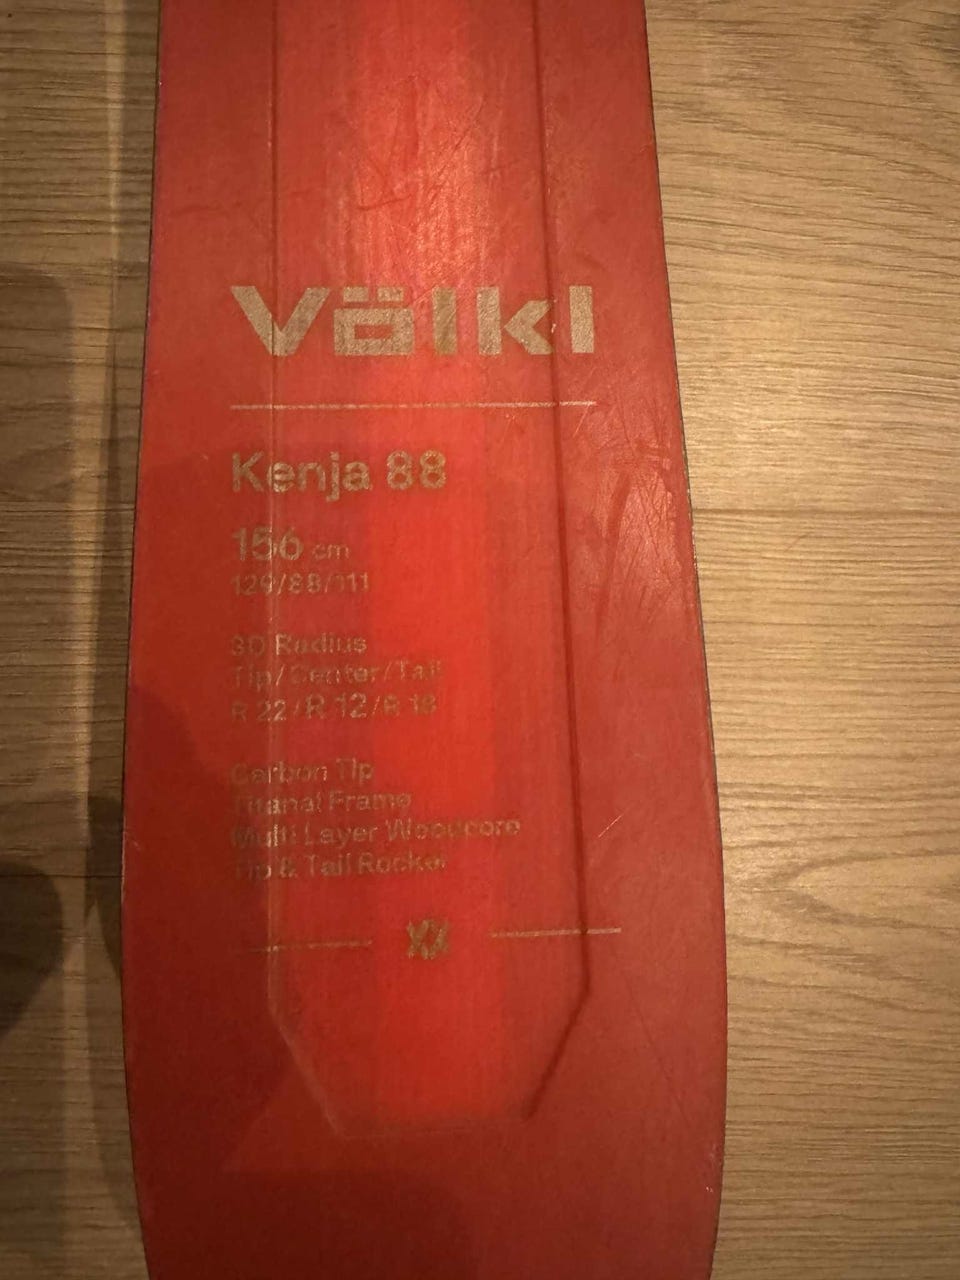 Völkl
Kenja 88
156 cm
129/88/111
3D Radius
Tip/Center/Tail
R 22/R 12/R 18
Carbon Tip
Titanal Frame
Multi Layer Woodcore
Tip & Tail Rocker